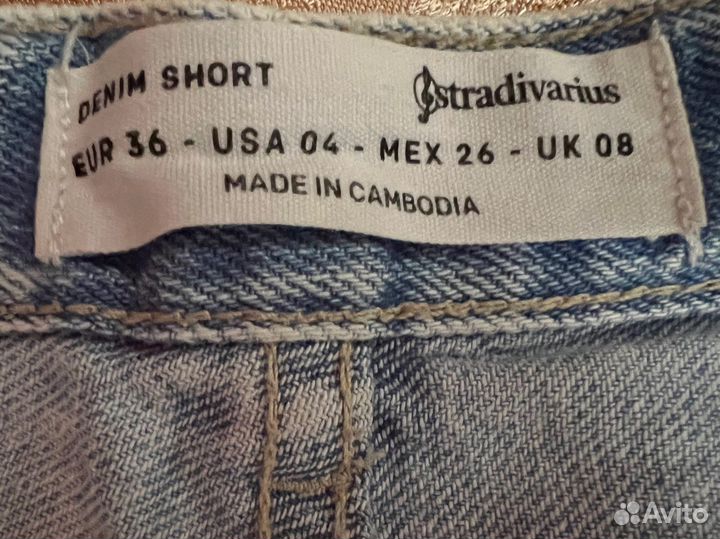 DENIM SHORT stradivarius
EUR 36 - USA 04 - MEX 26 - UK 08
MADE IN CAMBODIA
Avito